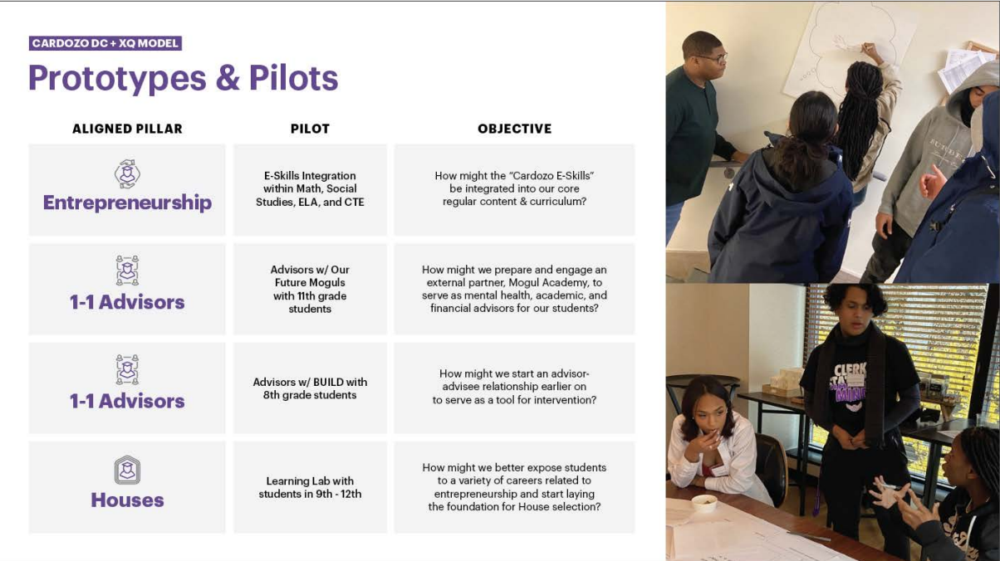 CARDOZO DC + XQ MODEL
Prototypes & Pilots
ALIGNED PILLAR
PILOT
OBJECTIVE
Entrepreneurship
E-Skills Integration
within Math, Social
Studies, ELA, and CTE
How might the “Cardozo E-Skills”
be integrated into our core
regular content & curriculum?
1-1 Advisors
Advisors w/ Our
Future Moguls
with 11th grade
students
How might we prepare and engage an
external partner, Mogul Academy, to
serve as mental health, academic, and
financial advisors for our students?
1-1 Advisors
Advisors w/ BUILD with
8th grade students
How might we start an advisor-
advisee relationship earlier on
to serve as a tool for intervention?
Houses
Learning Lab with
students in 9th - 12th
How might we better expose students
to a variety of careers related to
entrepreneurship and start laying
the foundation for House selection?
CLERK